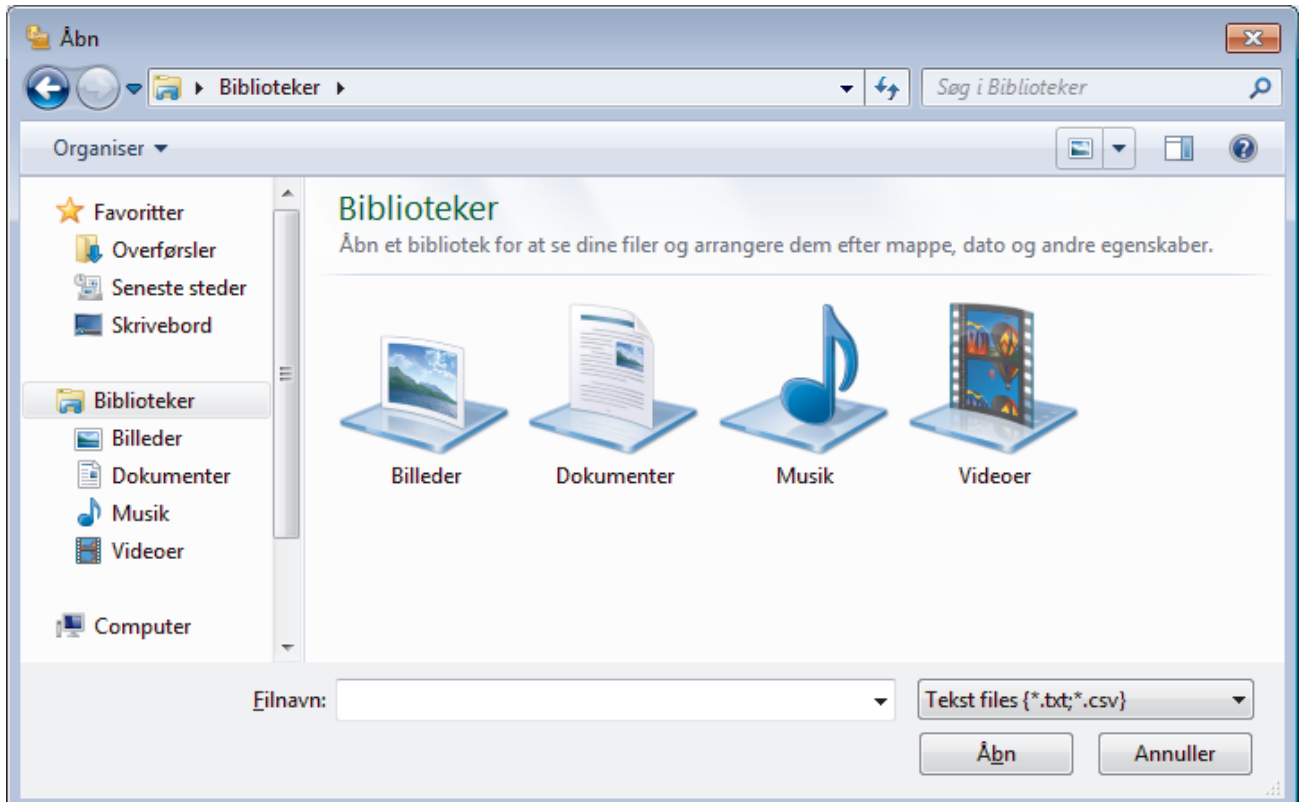 Åbn
Biblioteker
Søg i Biblioteker
Organiser
Favoritter
Overførsler
Seneste steder
Skrivebord
Biblioteker
Billeder
Dokumenter
Musik
Videoer
Computer
Biblioteker
Åbn et bibliotek for at se dine filer og arrangere dem efter mappe, dato og andre egenskaber.
Billeder
Dokumenter
Musik
Videoer
Filnavn:
Tekst files {*.txt;*.csv}
Åbn
Annuller